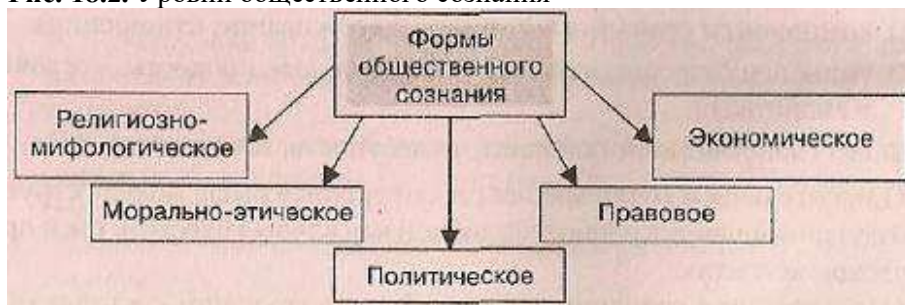 Формы
общественного
сознания
Религиозно-
мифологическое
Экономическое
Морально-этическое
Правовое
Политическое